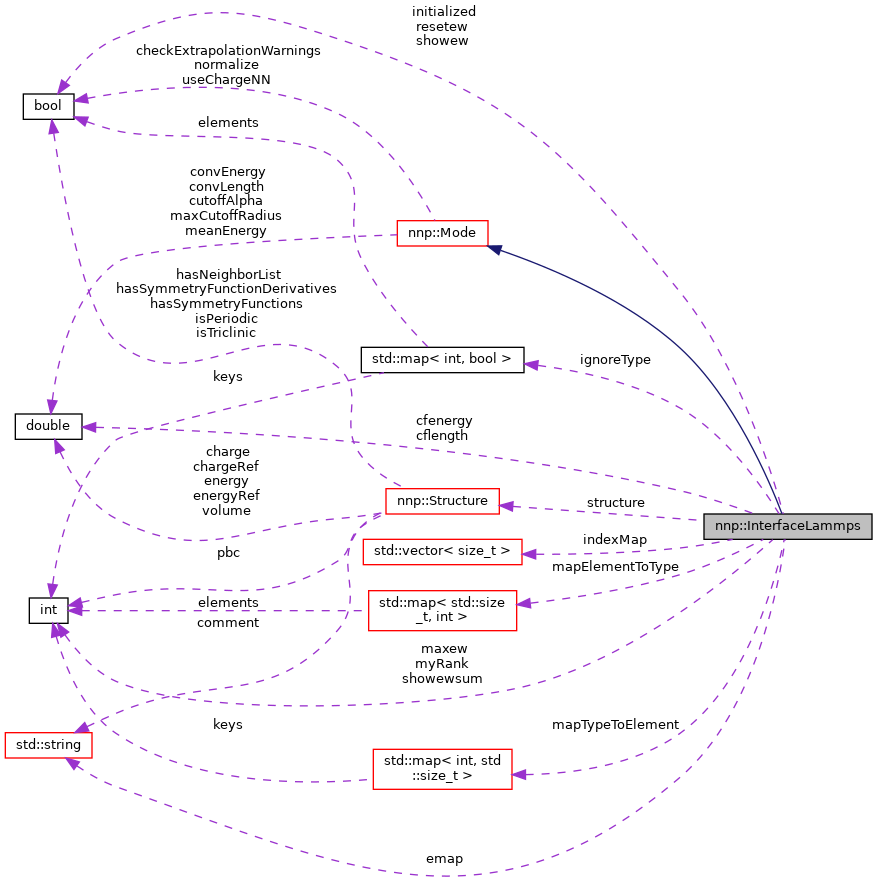 initialized
resetew
showew
checkExtrapolationWarnings
normalize
useChargeNN
bool
elements
convEnergy
convLength
cutoffAlpha
maxCutoffRadius
meanEnergy
nnp::Mode
hasNeighborList
hasSymmetryFunctionDerivatives
hasSymmetryFunctions
isPeriodic
isTriclinic
std::map< int, bool >
ignoreType
keys
double
cfenergy
cflength
charge
chargeRef
energy
energyRef
volume
nnp::Structure
structure
nnp::InterfaceLammps
pbc
std::vector< size_t >
indexMap
mapElementToType
int
elements
comment
std::map< std::size
_t, int >
maxew
myRank
showewsum
keys
mapTypeToElement
std::string
std::map< int, std
::size_t >
emap